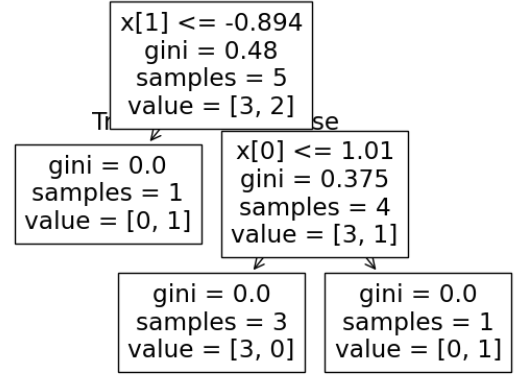 x[1] <= -0.894
gini = 0.48
samples = 5
value = [3, 2]
gini = 0.0
samples = 1
value = [0, 1]
x[0] <= 1.01
gini = 0.375
samples = 4
value = [3, 1]
gini = 0.0
samples = 3
value = [3, 0]
gini = 0.0
samples = 1
value = [0, 1]